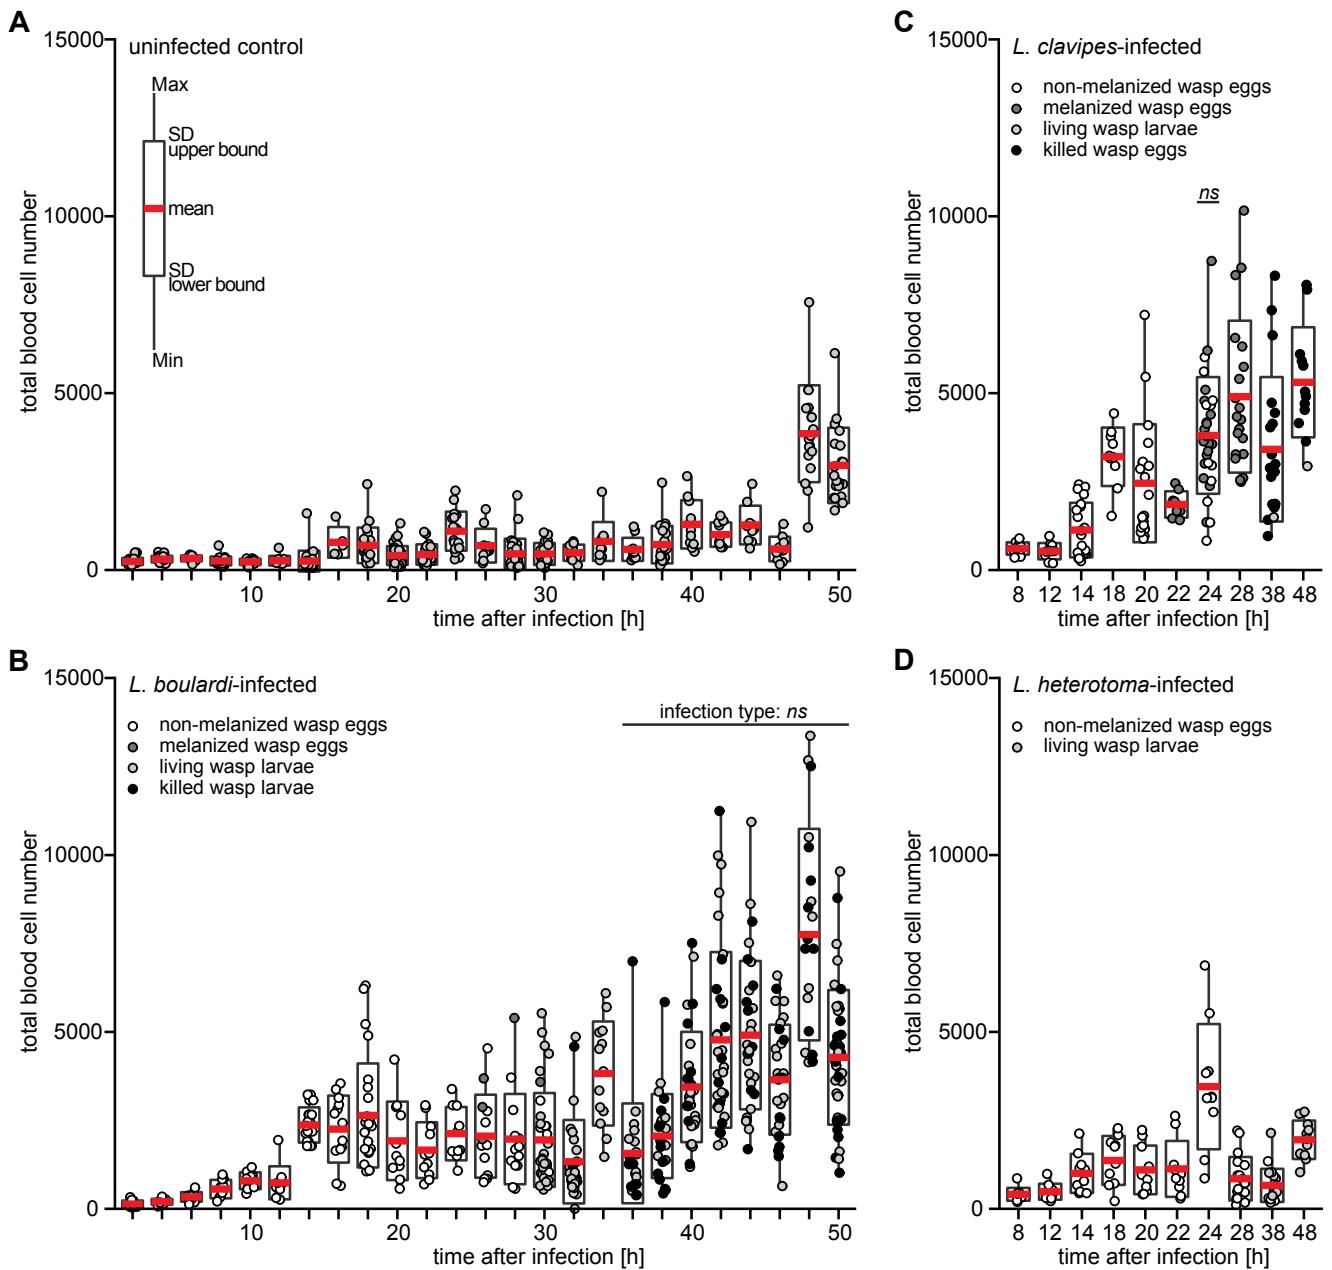 A
15000
uninfected control
Max
SD
upper bound
10000
mean
SD
lower bound
Min
5000
0
total blood cell number
10
20
30
40
50
time after infection [h]
B
15000
L. boulardi-infected
non-melanized wasp eggs
melanized wasp eggs
living wasp larvae
killed wasp larvae
infection type: ns
10000
5000
0
total blood cell number
10
20
30
40
50
time after infection [h]
C
15000
L. clavipes-infected
non-melanized wasp eggs
melanized wasp eggs
living wasp larvae
killed wasp eggs
ns
10000
5000
0
total blood cell number
8
12
14
18
20
22
24
28
38
48
time after infection [h]
D
15000
L. heterotoma-infected
non-melanized wasp eggs
living wasp larvae
10000
5000
0
total blood cell number
8
12
14
18
20
22
24
28
38
48
time after infection [h]